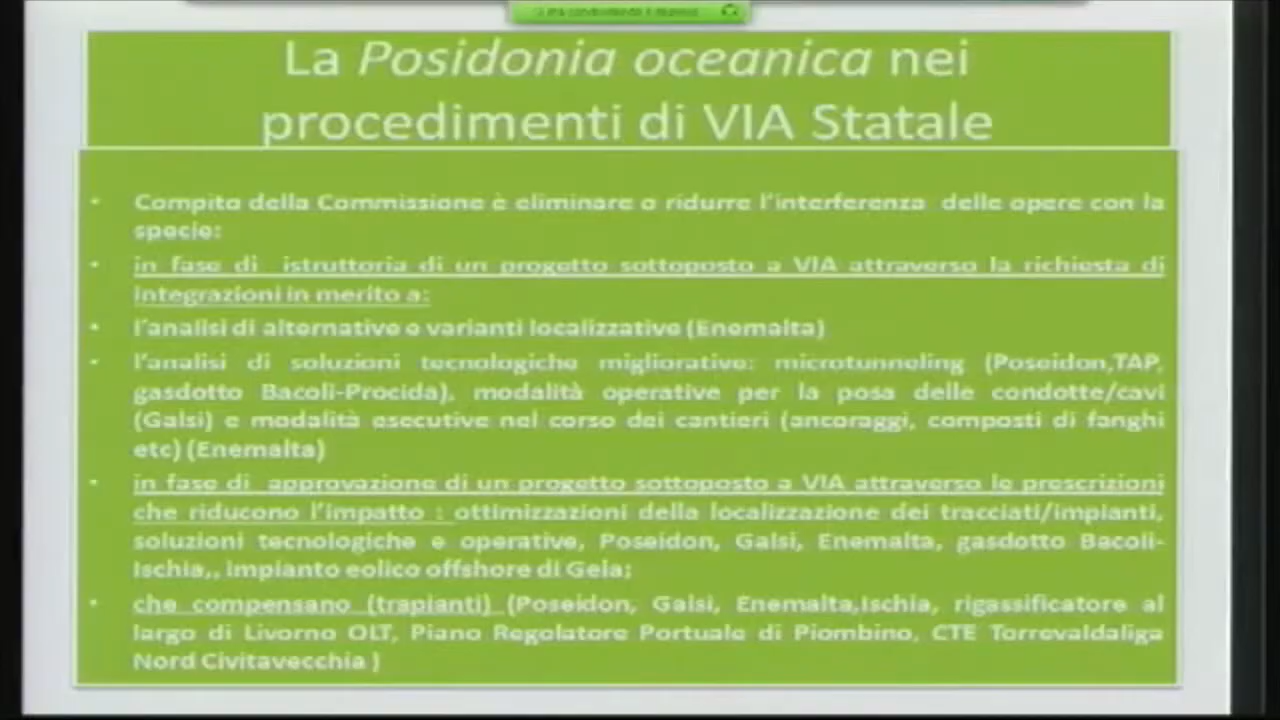 La Posidonia oceanica nei
procedimenti di VIA Statale
• Compito della Commissione è eliminare o ridurre l'interferenza delle opere con la
specie:
• in fase di istruttoria di un progetto sottoposto a VIA attraverso la richiesta di
integrazioni in merito a:
• l'analisi di alternative e varianti localizzative (Enemalta)
• l'analisi di soluzioni tecnologiche migliorative: microtunneling (Poseidon,TAP,
gasdotto Bacoli-Procida), modalità operative per la posa delle condotte/cavi
(Galsi) e modalità esecutive nel corso dei cantieri (ancoraggi, composti di fanghi
etc) (Enemalta)
• in fase di approvazione di un progetto sottoposto a VIA attraverso le prescrizioni
che riducono l'impatto : ottimizzazioni della localizzazione dei tracciati/impianti,
soluzioni tecnologiche e operative, Poseidon, Galsi, Enemalta, gasdotto Bacoli-
Ischia,, impianto eolico offshore di Gela;
• che compensano (trapianti) (Poseidon, Galsi, Enemalta,Ischia, rigassificatore al
largo di Livorno OLT, Piano Regolatore Portuale di Piombino, CTE Torrevaldaliga
Nord Civitavecchia )